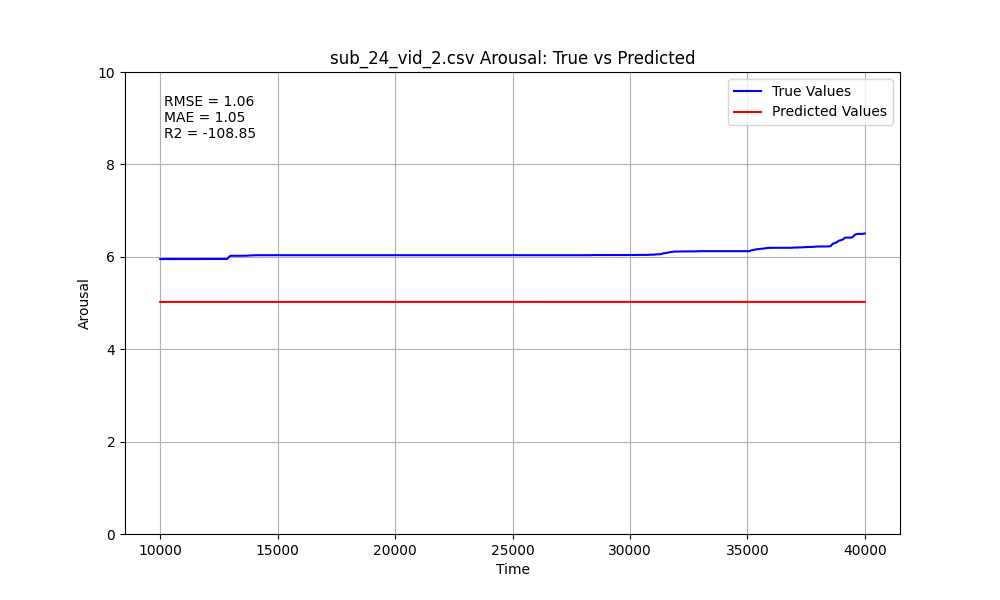 sub_24_vid_2.csv Arousal: True vs Predicted
RMSE = 1.06
MAE = 1.05
R2 = -108.85
True Values
Predicted Values
10
8
6
4
2
0
Arousal
10000 15000 20000 25000 30000 35000 40000
Time